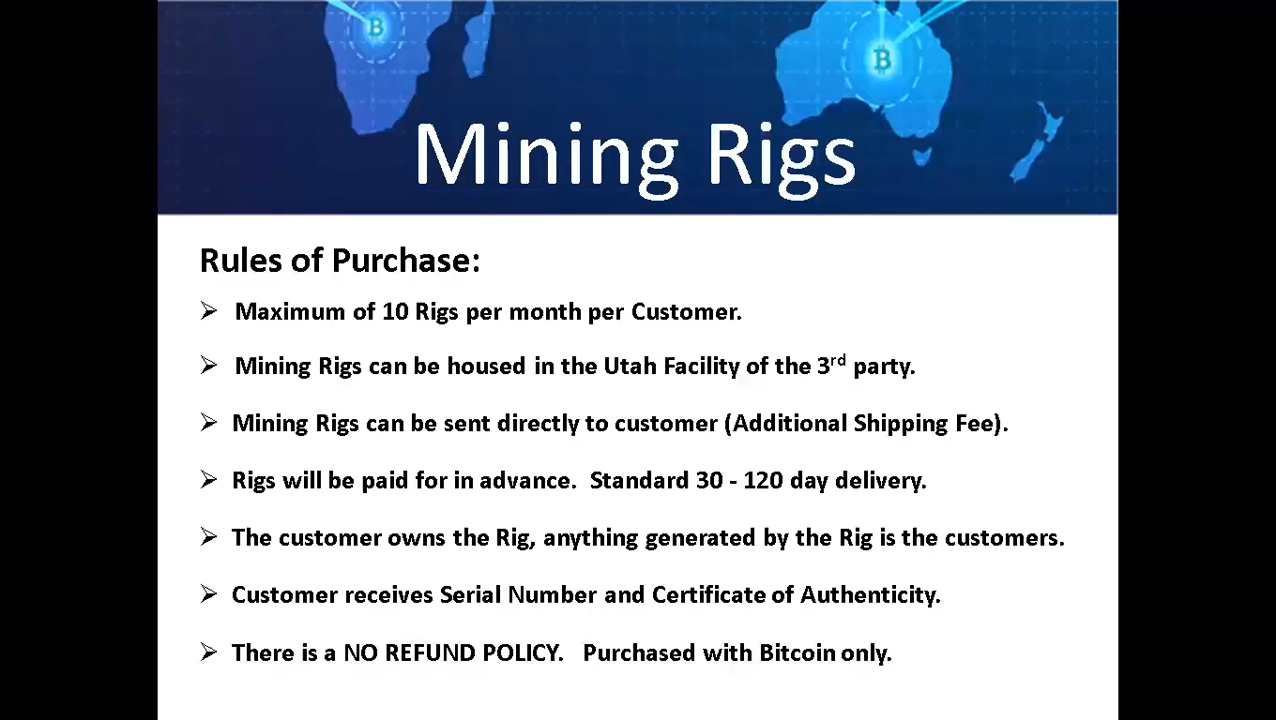 Mining Rigs
Rules of Purchase:
➢ Maximum of 10 Rigs per month per Customer.
➢ Mining Rigs can be housed in the Utah Facility of the 3rd party.
➢ Mining Rigs can be sent directly to customer (Additional Shipping Fee).
➢ Rigs will be paid for in advance.  Standard 30 - 120 day delivery.
➢ The customer owns the Rig, anything generated by the Rig is the customers.
➢ Customer receives Serial Number and Certificate of Authenticity.
➢ There is a NO REFUND POLICY.   Purchased with Bitcoin only.